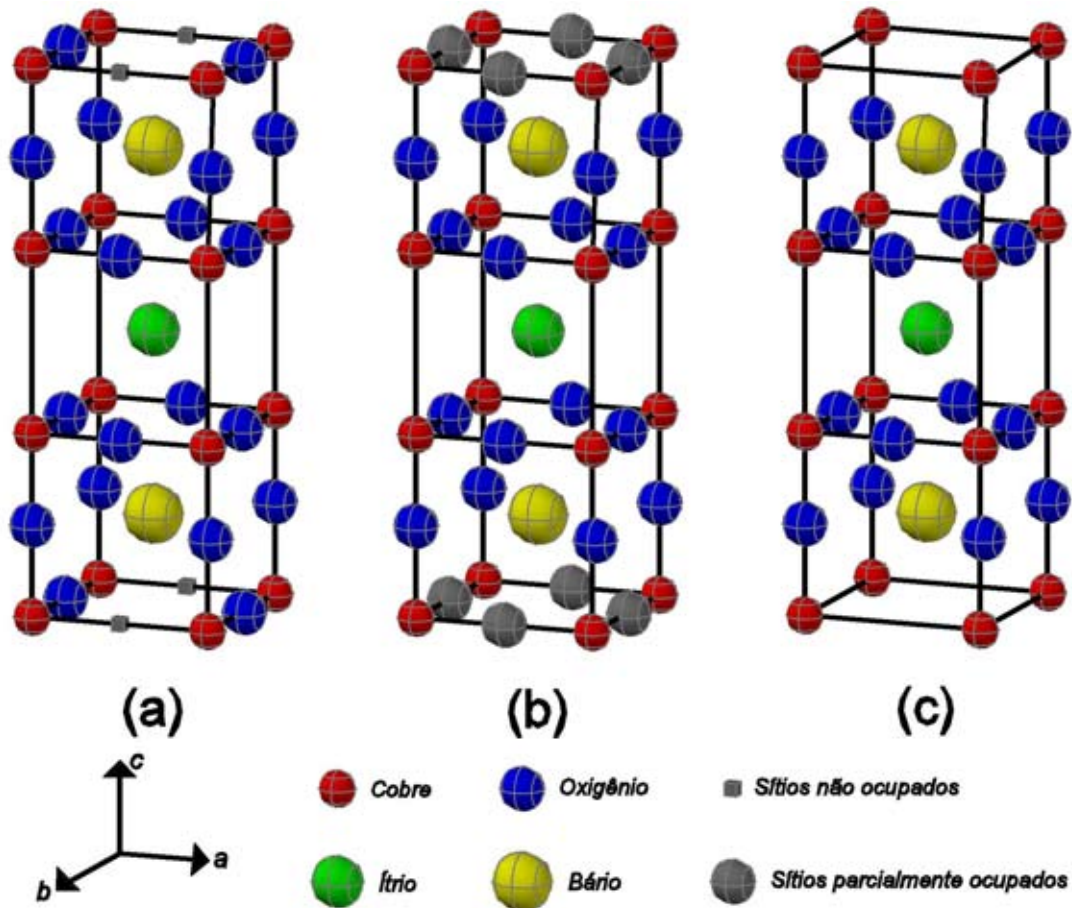 (a) (b) (c)
c
a
b
Cobre Oxigênio Sítios não ocupados
Ítrio Bário Sítios parcialmente ocupados